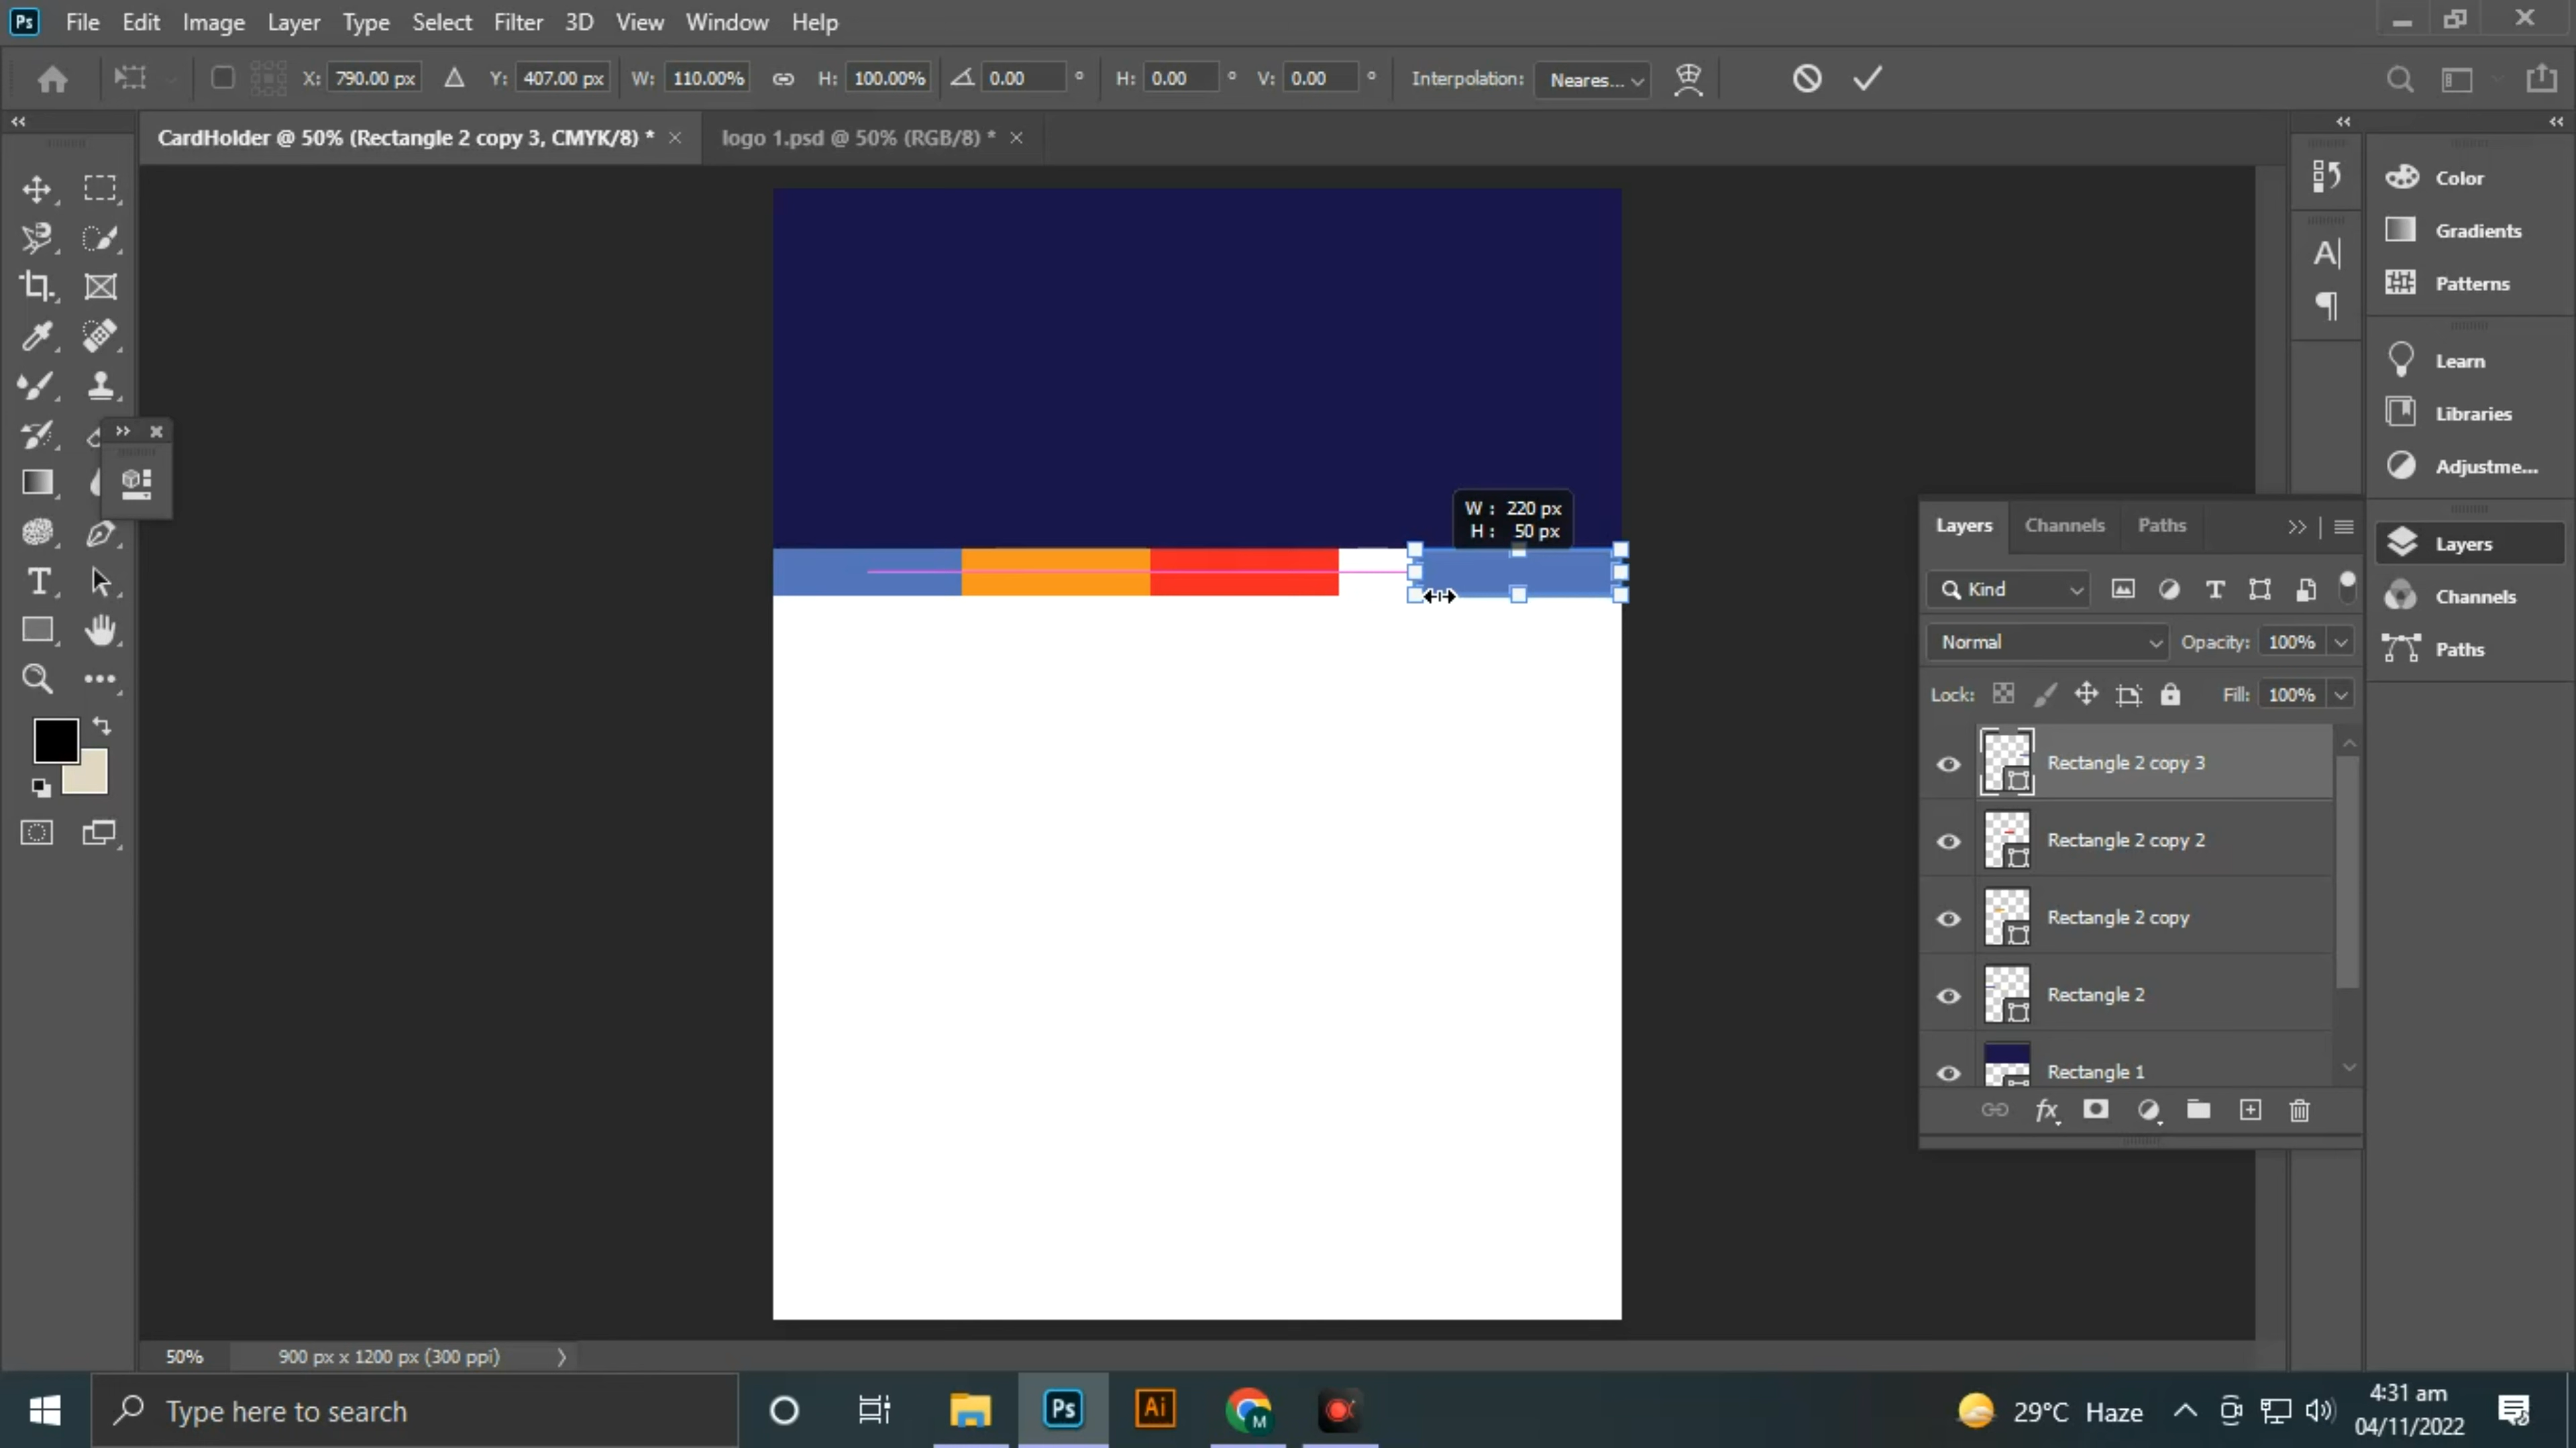 Ps File Edit Image Layer Type Select Filter 3D View Window Help
X: 790.00 px Y: 407.00 px W: 110.00% H: 100.00% 0.00 ° H: 0.00 ° V: 0.00 ° Interpolation: Neares...
CardHolder @ 50% (Rectangle 2 copy 3, CMYK/8) * × logo 1.psd @ 50% (RGB/8) * ×
Color
Gradients
Patterns
Learn
Libraries
Adjustme...
Layers
Channels
Paths
W : 220 px
H : 50 px
Layers Channels Paths
Kind
Normal Opacity: 100%
Lock: Fill: 100%
Rectangle 2 copy 3
Rectangle 2 copy 2
Rectangle 2 copy
Rectangle 2
Rectangle 1
fx
50% 900 px x 1200 px (300 ppi)
Type here to search
Ps
Ai
M
29°C Haze
4:31 am
04/11/2022